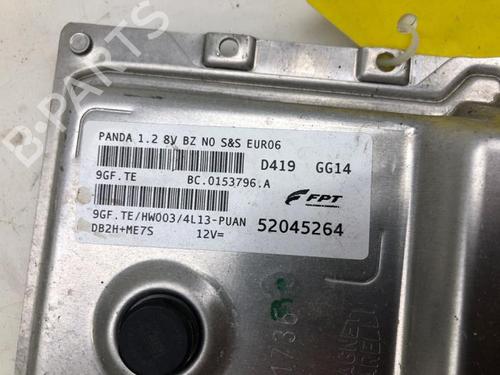 B-PARTS
PANDA 1.2 8V BZ NO S&S EURO6
D419 GG14
9GF.TE BC.0153796.A
FPT
9GF.TE/HW003/4L13-PUAN
DB2H+ME7S 12V= 52045264